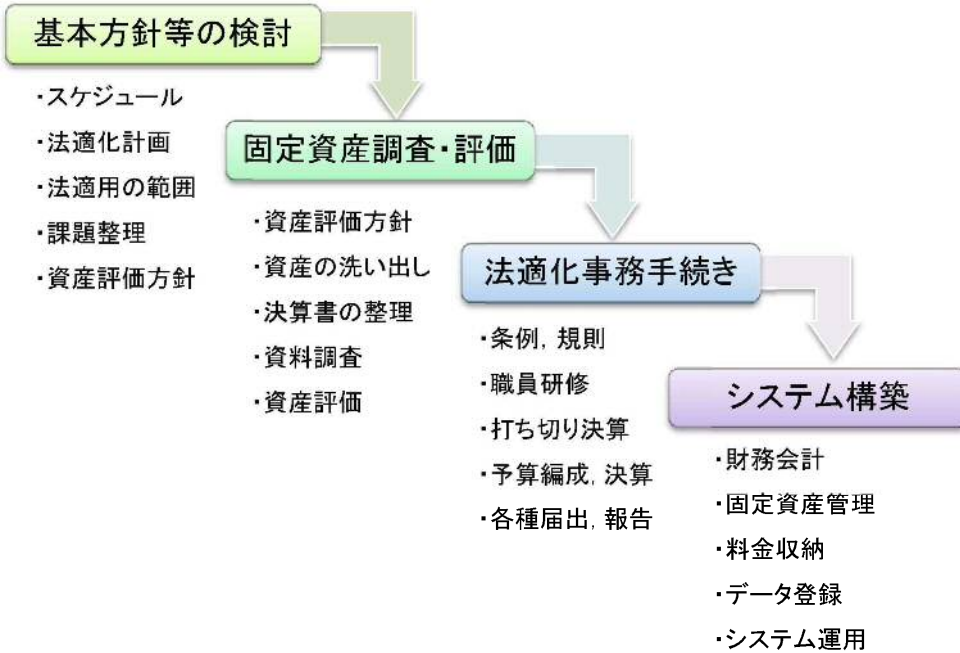 基本方針等の検討
・スケジュール
・法適化計画
・法適用の範囲
・課題整理
・資産評価方針
固定資産調査・評価
・資産評価方針
・資産の洗い出し
・決算書の整理
・資料調査
・資産評価
法適化事務手続き
・条例, 規則
・職員研修
・打ち切り決算
・予算編成, 決算
・各種届出, 報告
システム構築
・財務会計
・固定資産管理
・料金収納
・データ登録
・システム運用